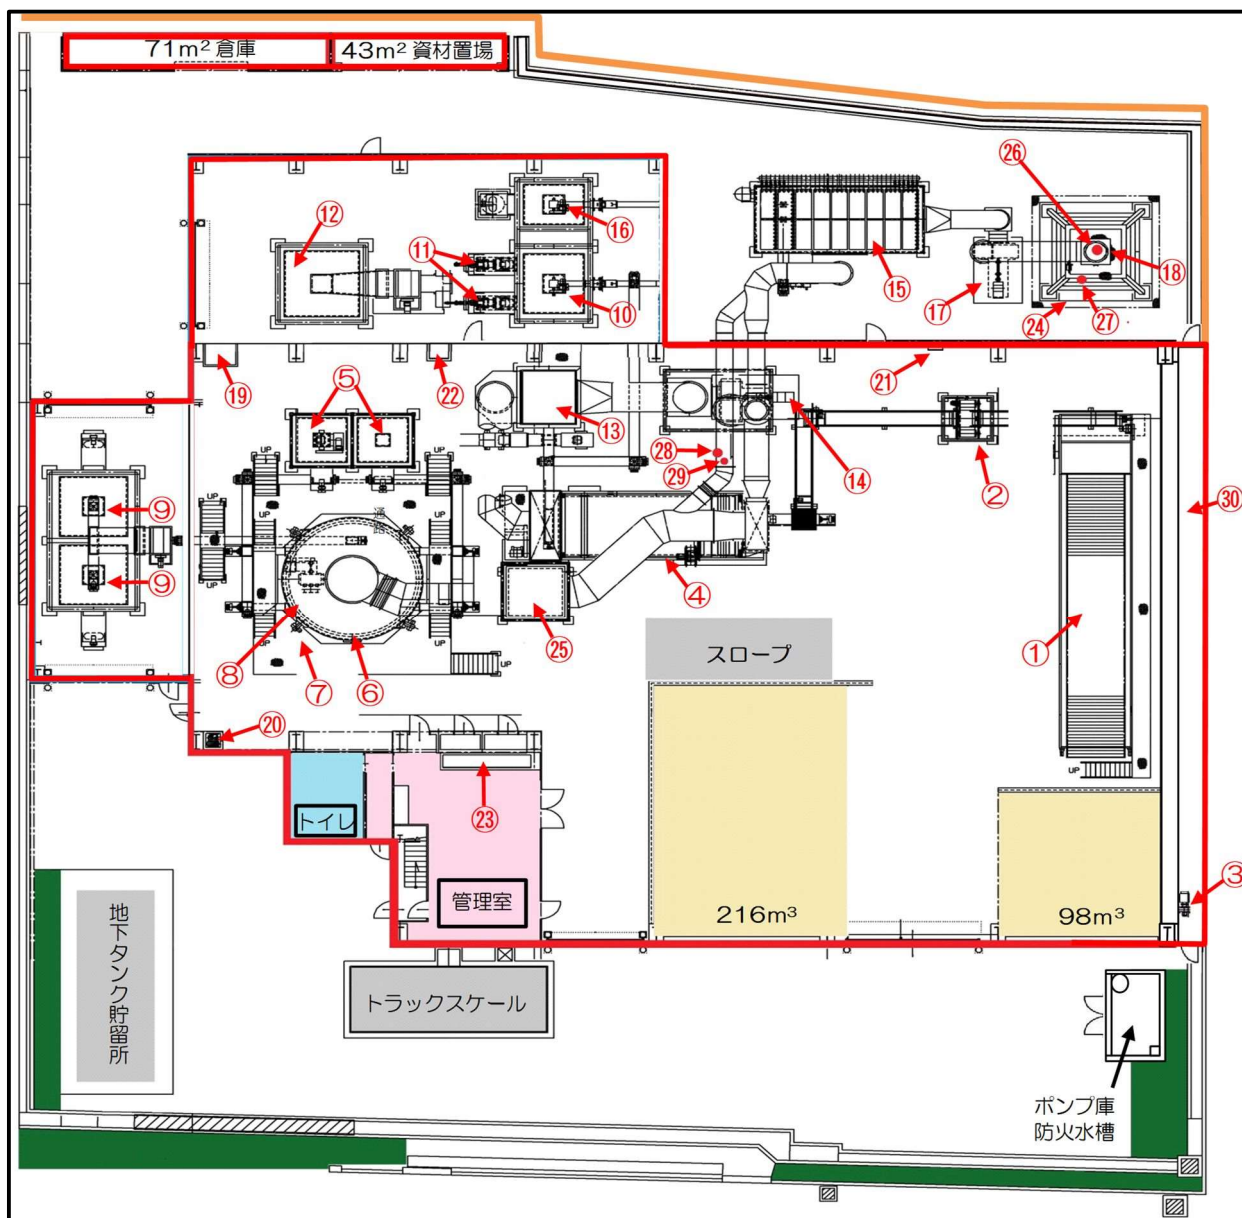 71m² 倉庫
43m² 資材置場
㉖
⑫
⑯
⑪
⑮
⑱
⑩
⑰
㉔
㉗
⑲
㉒
⑤
㉑
⑬
㉘
㉙
⑭
②
㉚
⑨
⑨
④
①
㉕
スロープ
⑧
⑦
⑥
UP
UP
UP
UP
UP
UP
UP
UP
⑳
㉓
トイレ
管理室
216m³
98m³
③
地下タンク貯留所
トラックスケール
ポンプ庫
防火水槽